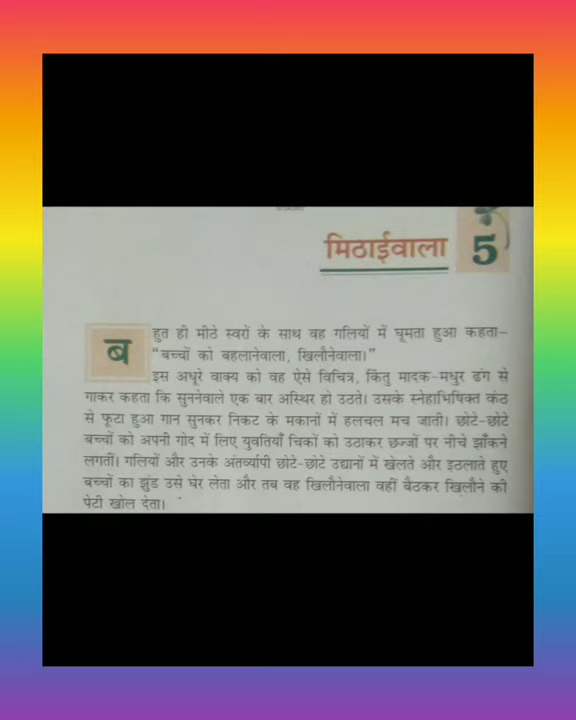 मिठाईवाला
5
बहुत ही मीठे स्वरों के साथ वह गलियों में घूमता हुआ कहता–
“बच्चों को बहलानेवाला, खिलौनेवाला।”
इस अधूरे वाक्य को वह ऐसे विचित्र, किंतु मादक-मधुर ढंग से
गाकर कहता कि सुननेवाले एक बार अस्थिर हो उठते। उसके स्नेहाभिषिक्त कंठ
से फूटा हुआ गान सुनकर निकट के मकानों में हलचल मच जाती। छोटे-छोटे
बच्चों को अपनी गोद में लिए युवतियाँ चिकों को उठाकर छज्जों पर नीचे झाँकने
लगतीं। गलियों और उनके अंतर्व्यापी छोटे-छोटे उद्यानों में खेलते और इठलाते हुए
बच्चों का झुंड उसे घेर लेता और तब वह खिलौनेवाला वहीं बैठकर खिलौने की
पेटी खोल देता।